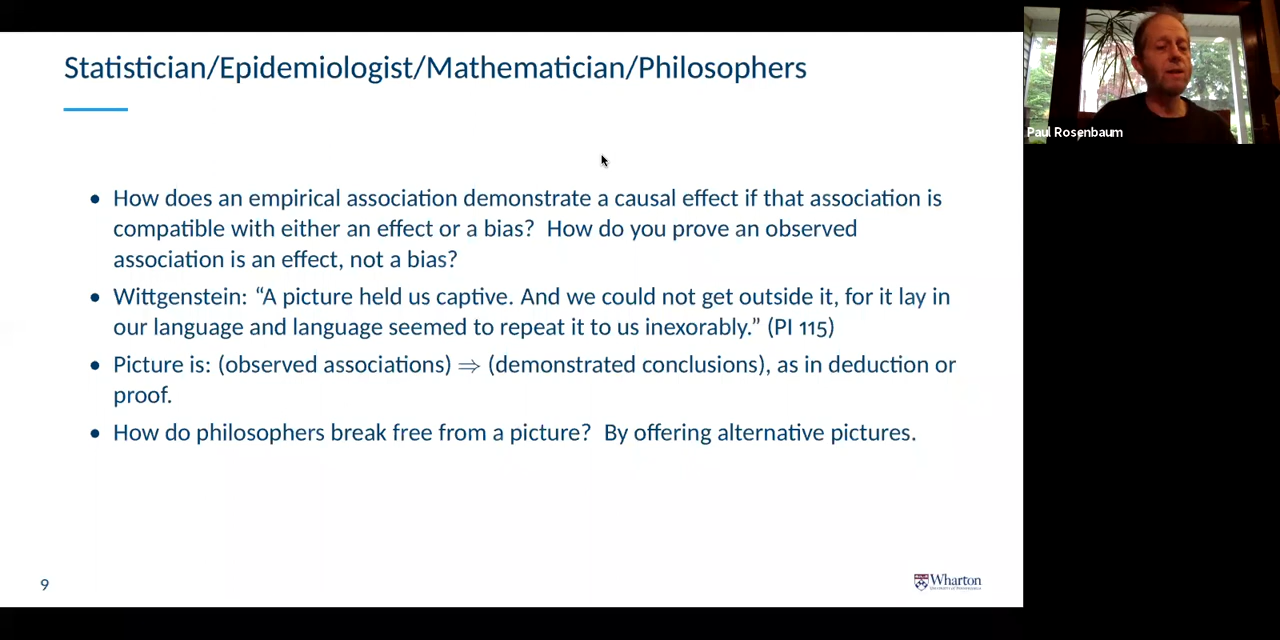 Statistician/Epidemiologist/Mathematician/Philosophers
Paul Rosenbaum
• How does an empirical association demonstrate a causal effect if that association is
compatible with either an effect or a bias? How do you prove an observed
association is an effect, not a bias?
• Wittgenstein: “A picture held us captive. And we could not get outside it, for it lay in
our language and language seemed to repeat it to us inexorably.” (PI 115)
• Picture is: (observed associations) ⇒ (demonstrated conclusions), as in deduction or
proof.
• How do philosophers break free from a picture? By offering alternative pictures.
9
Wharton